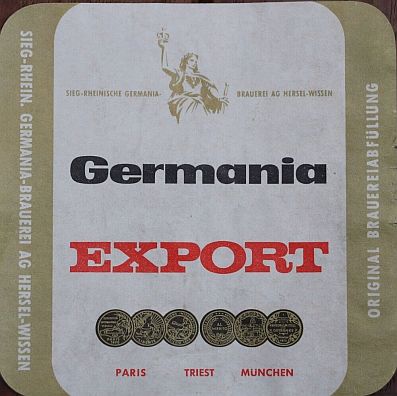 SIEG-RHEINISCHE GERMANIA- BRAUEREI AG HERSEL-WISSEN
Germania
EXPORT
PARIS TRIEST MÜNCHEN
SIEG-RHEIN. GERMANIA-BRAUEREI AG HERSEL-WISSEN
ORIGINAL BRAUEREIABFÜLLUNG